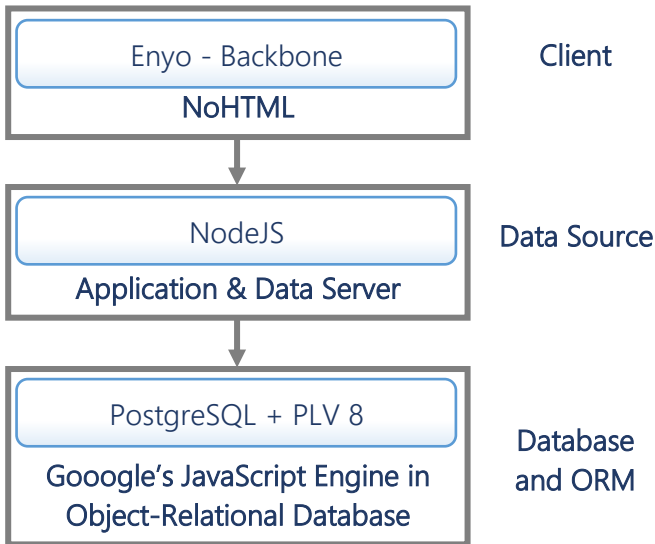 Enyo - Backbone
NoHTML
Client
NodeJS
Application & Data Server
Data Source
PostgreSQL + PLV 8
Gooogle's JavaScript Engine in
Object-Relational Database
Database
and ORM